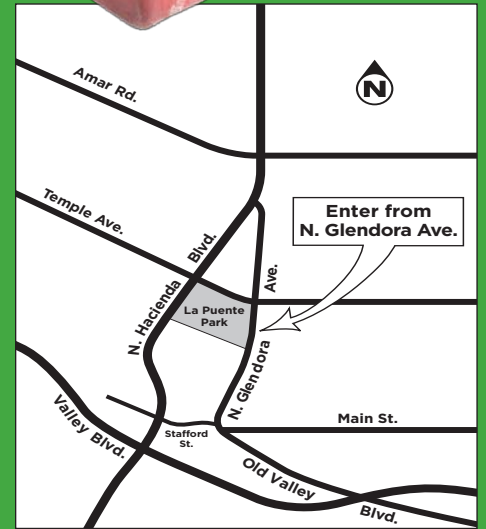 Amar Rd.
N
Temple Ave.
Enter from
N. Glendora Ave.
N. Hacienda Blvd.
La Puente
Park
N. Glendora Ave.
Valley Blvd.
Stafford
St.
Main St.
Old Valley Blvd.